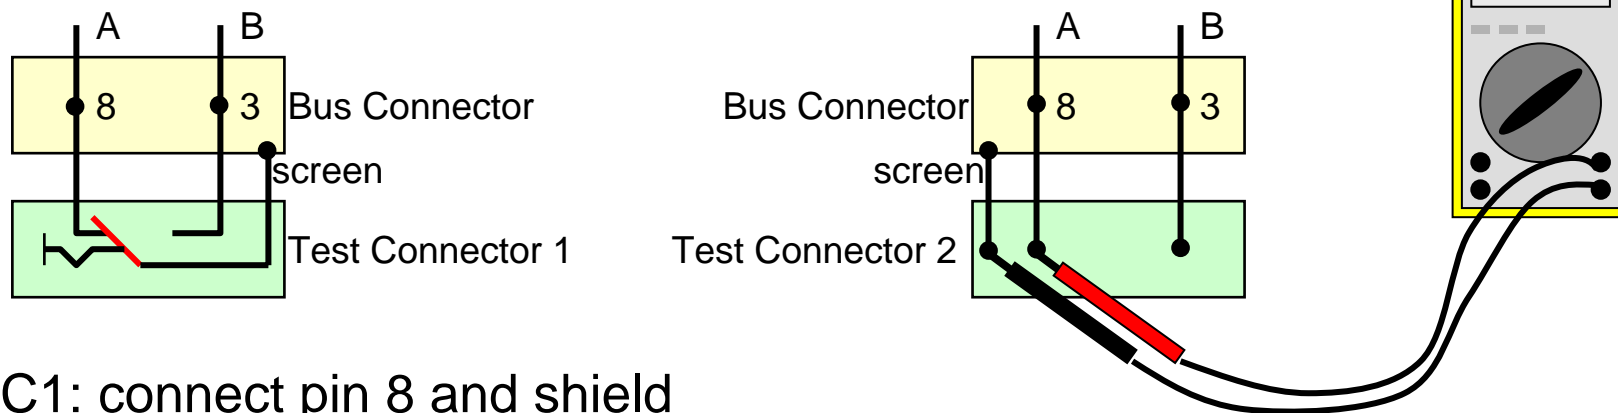 A B A B
8 3 Bus Connector Bus Connector 8 3
screen screen
Test Connector 1 Test Connector 2
C1: connect pin 8 and shield